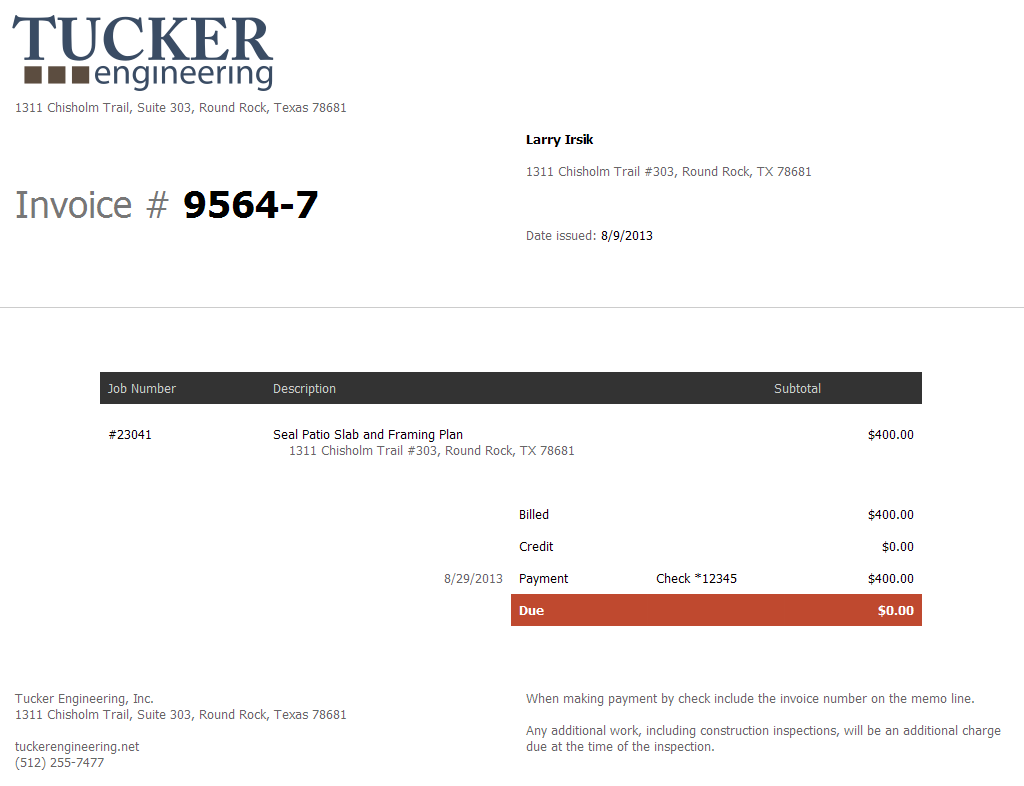 TUCKER
engineering
1311 Chisholm Trail, Suite 303, Round Rock, Texas 78681
Larry Irsik
1311 Chisholm Trail #303, Round Rock, TX 78681
Invoice # 9564-7
Date issued: 8/9/2013
Job Number Description Subtotal
#23041 Seal Patio Slab and Framing Plan $400.00
1311 Chisholm Trail #303, Round Rock, TX 78681
Billed $400.00
Credit $0.00
8/29/2013 Payment Check *12345 $400.00
Due $0.00
Tucker Engineering, Inc.
1311 Chisholm Trail, Suite 303, Round Rock, Texas 78681
tuckerengineering.net
(512) 255-7477
When making payment by check include the invoice number on the memo line.
Any additional work, including construction inspections, will be an additional charge
due at the time of the inspection.